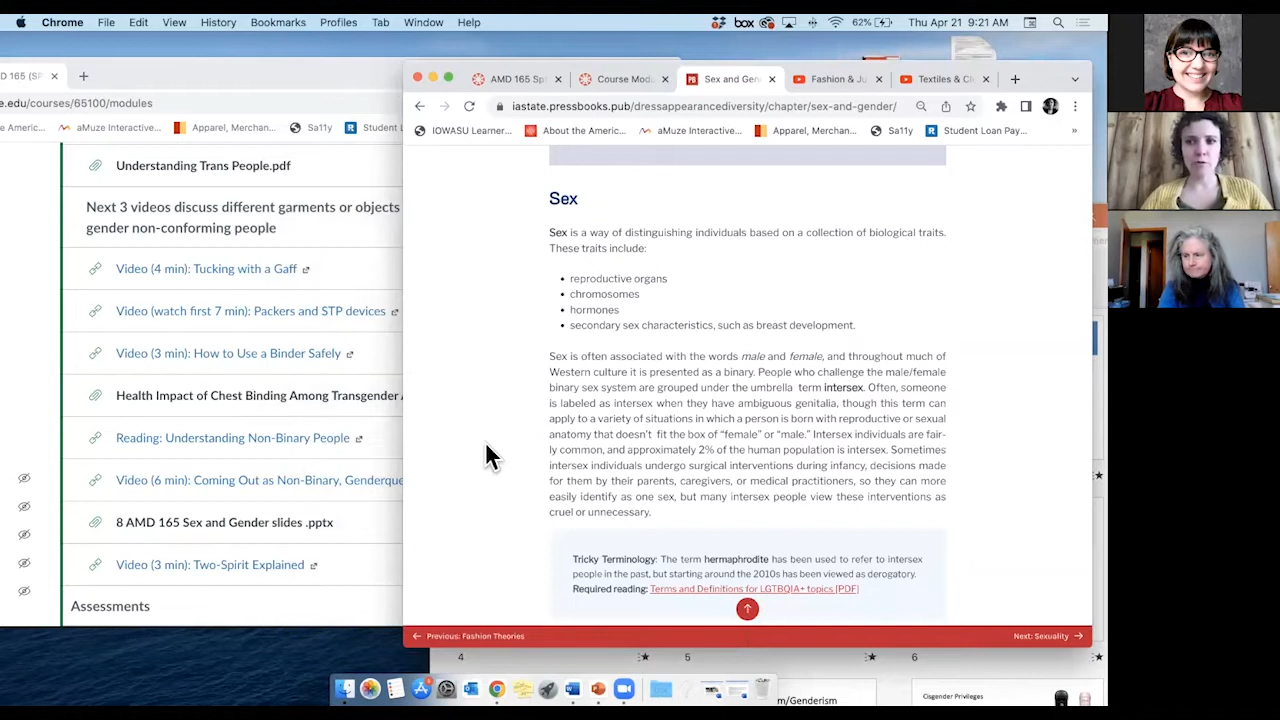 Chrome File Edit View History Bookmarks Profiles Tab Window Help box 62% Thu Apr 21 9:21 AM
D 165 (SP
e.edu/courses/65100/modules
e Americ... aMuze Interactive... Apparel, Merchan... Sa11y Student L
Understanding Trans People.pdf
Next 3 videos discuss different garments or objects
gender non-conforming people
Video (4 min): Tucking with a Gaff
Video (watch first 7 min): Packers and STP devices
Video (3 min): How to Use a Binder Safely
Health Impact of Chest Binding Among Transgender A
Reading: Understanding Non-Binary People
Video (6 min): Coming Out as Non-Binary, Genderque
8 AMD 165 Sex and Gender slides .pptx
Video (3 min): Two-Spirit Explained
Assessments
AMD 165 Sp Course Modu Sex and Gen Fashion & Ju Textiles & Cl
iastate.pressbooks.pub/dressappearancediversity/chapter/sex-and-gender/
IOWASU Learner... About the Americ... aMuze Interactive... Apparel, Merchan... Sa11y Student Loan Pay... »
Sex
Sex is a way of distinguishing individuals based on a collection of biological traits.
These traits include:
• reproductive organs
• chromosomes
• hormones
• secondary sex characteristics, such as breast development.
Sex is often associated with the words male and female, and throughout much of
Western culture it is presented as a binary. People who challenge the male/female
binary sex system are grouped under the umbrella term intersex. Often, someone
is labeled as intersex when they have ambiguous genitalia, though this term can
apply to a variety of situations in which a person is born with reproductive or sexual
anatomy that doesn't fit the box of “female” or “male.” Intersex individuals are fair-
ly common, and approximately 2% of the human population is intersex. Sometimes
intersex individuals undergo surgical interventions during infancy, decisions made
for them by their parents, caregivers, or medical practitioners, so they can more
easily identify as one sex, but many intersex people view these interventions as
cruel or unnecessary.
Tricky Terminology: The term hermaphrodite has been used to refer to intersex
people in the past, but starting around the 2010s has been viewed as derogatory.
Required reading: Terms and Definitions for LGTBQIA+ topics [PDF]
← Previous: Fashion Theories Next: Sexuality →
4 5 6
m/Genderism Cisgender Privileges